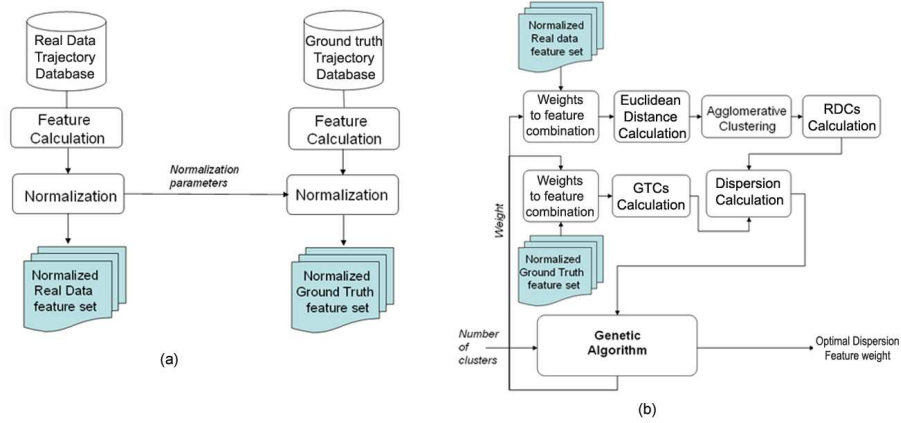 Real Data
Trajectory
Database
Ground truth
Trajectory
Database
Feature
Calculation
Feature
Calculation
Normalization
parameters
Normalization
Normalization
Normalized
Real Data
feature set
Normalized
Ground Truth
feature set
(a)
Normalized
Real data
feature set
Weights
to feature
combination
Euclidean
Distance
Calculation
Agglomerative
Clustering
RDCs
Calculation
Weights
to feature
combination
GTCs
Calculation
Dispersion
Calculation
Weight
Normalized
Ground Truth
feature set
Number
of
clusters
Genetic
Algorithm
Optimal Dispersion
Feature weight
(b)